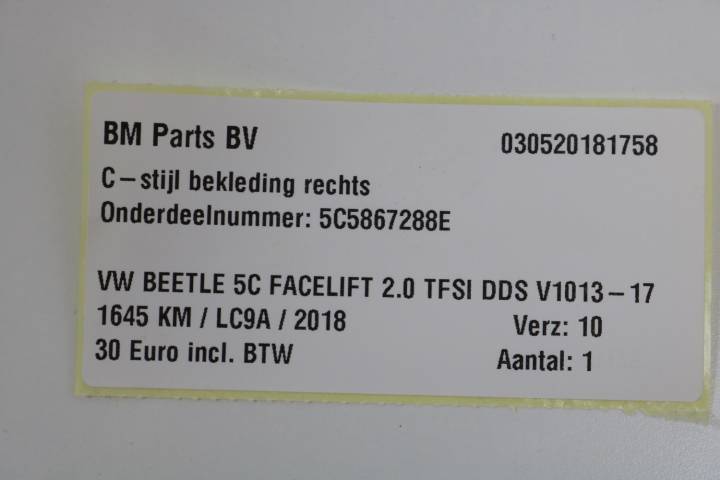 BM Parts BV 030520181758
C-stijl bekleding rechts
Onderdeelnummer: 5C5867288E
VW BEETLE 5C FACELIFT 2.0 TFSI DDS V1013-17
1645 KM / LC9A / 2018 Verz: 10
30 Euro incl. BTW Aantal: 1